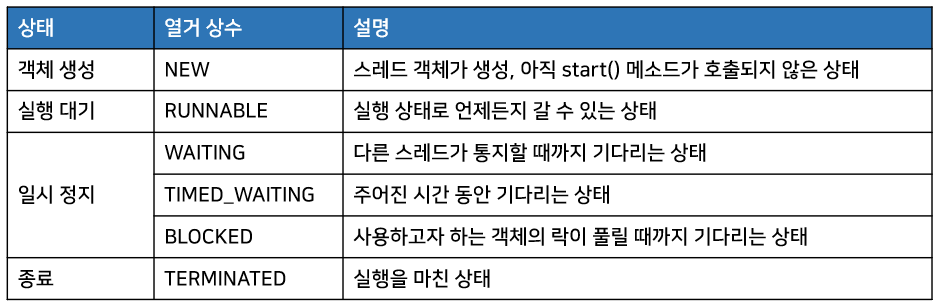 상태 열거 상수 설명
객체 생성 NEW 스레드 객체가 생성, 아직 start() 메소드가 호출되지 않은 상태
실행 대기 RUNNABLE 실행 상태로 언제든지 갈 수 있는 상태
일시 정지 WAITING 다른 스레드가 통지할 때까지 기다리는 상태
TIMED_WAITING 주어진 시간 동안 기다리는 상태
BLOCKED 사용하고자 하는 객체의 락이 풀릴 때까지 기다리는 상태
종료 TERMINATED 실행을 마친 상태